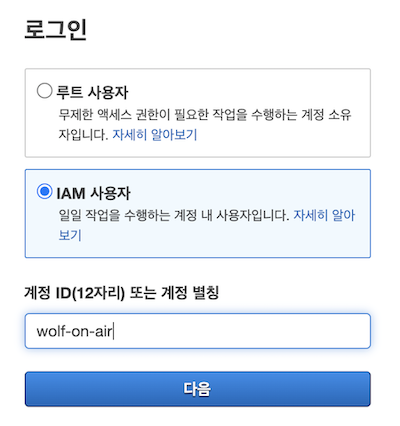 로그인
루트 사용자
무제한 액세스 권한이 필요한 작업을 수행하는 계정 소유
자입니다. 자세히 알아보기
IAM 사용자
일일 작업을 수행하는 계정 내 사용자입니다. 자세히 알아
보기
계정 ID(12자리) 또는 계정 별칭
wolf-on-air
다음